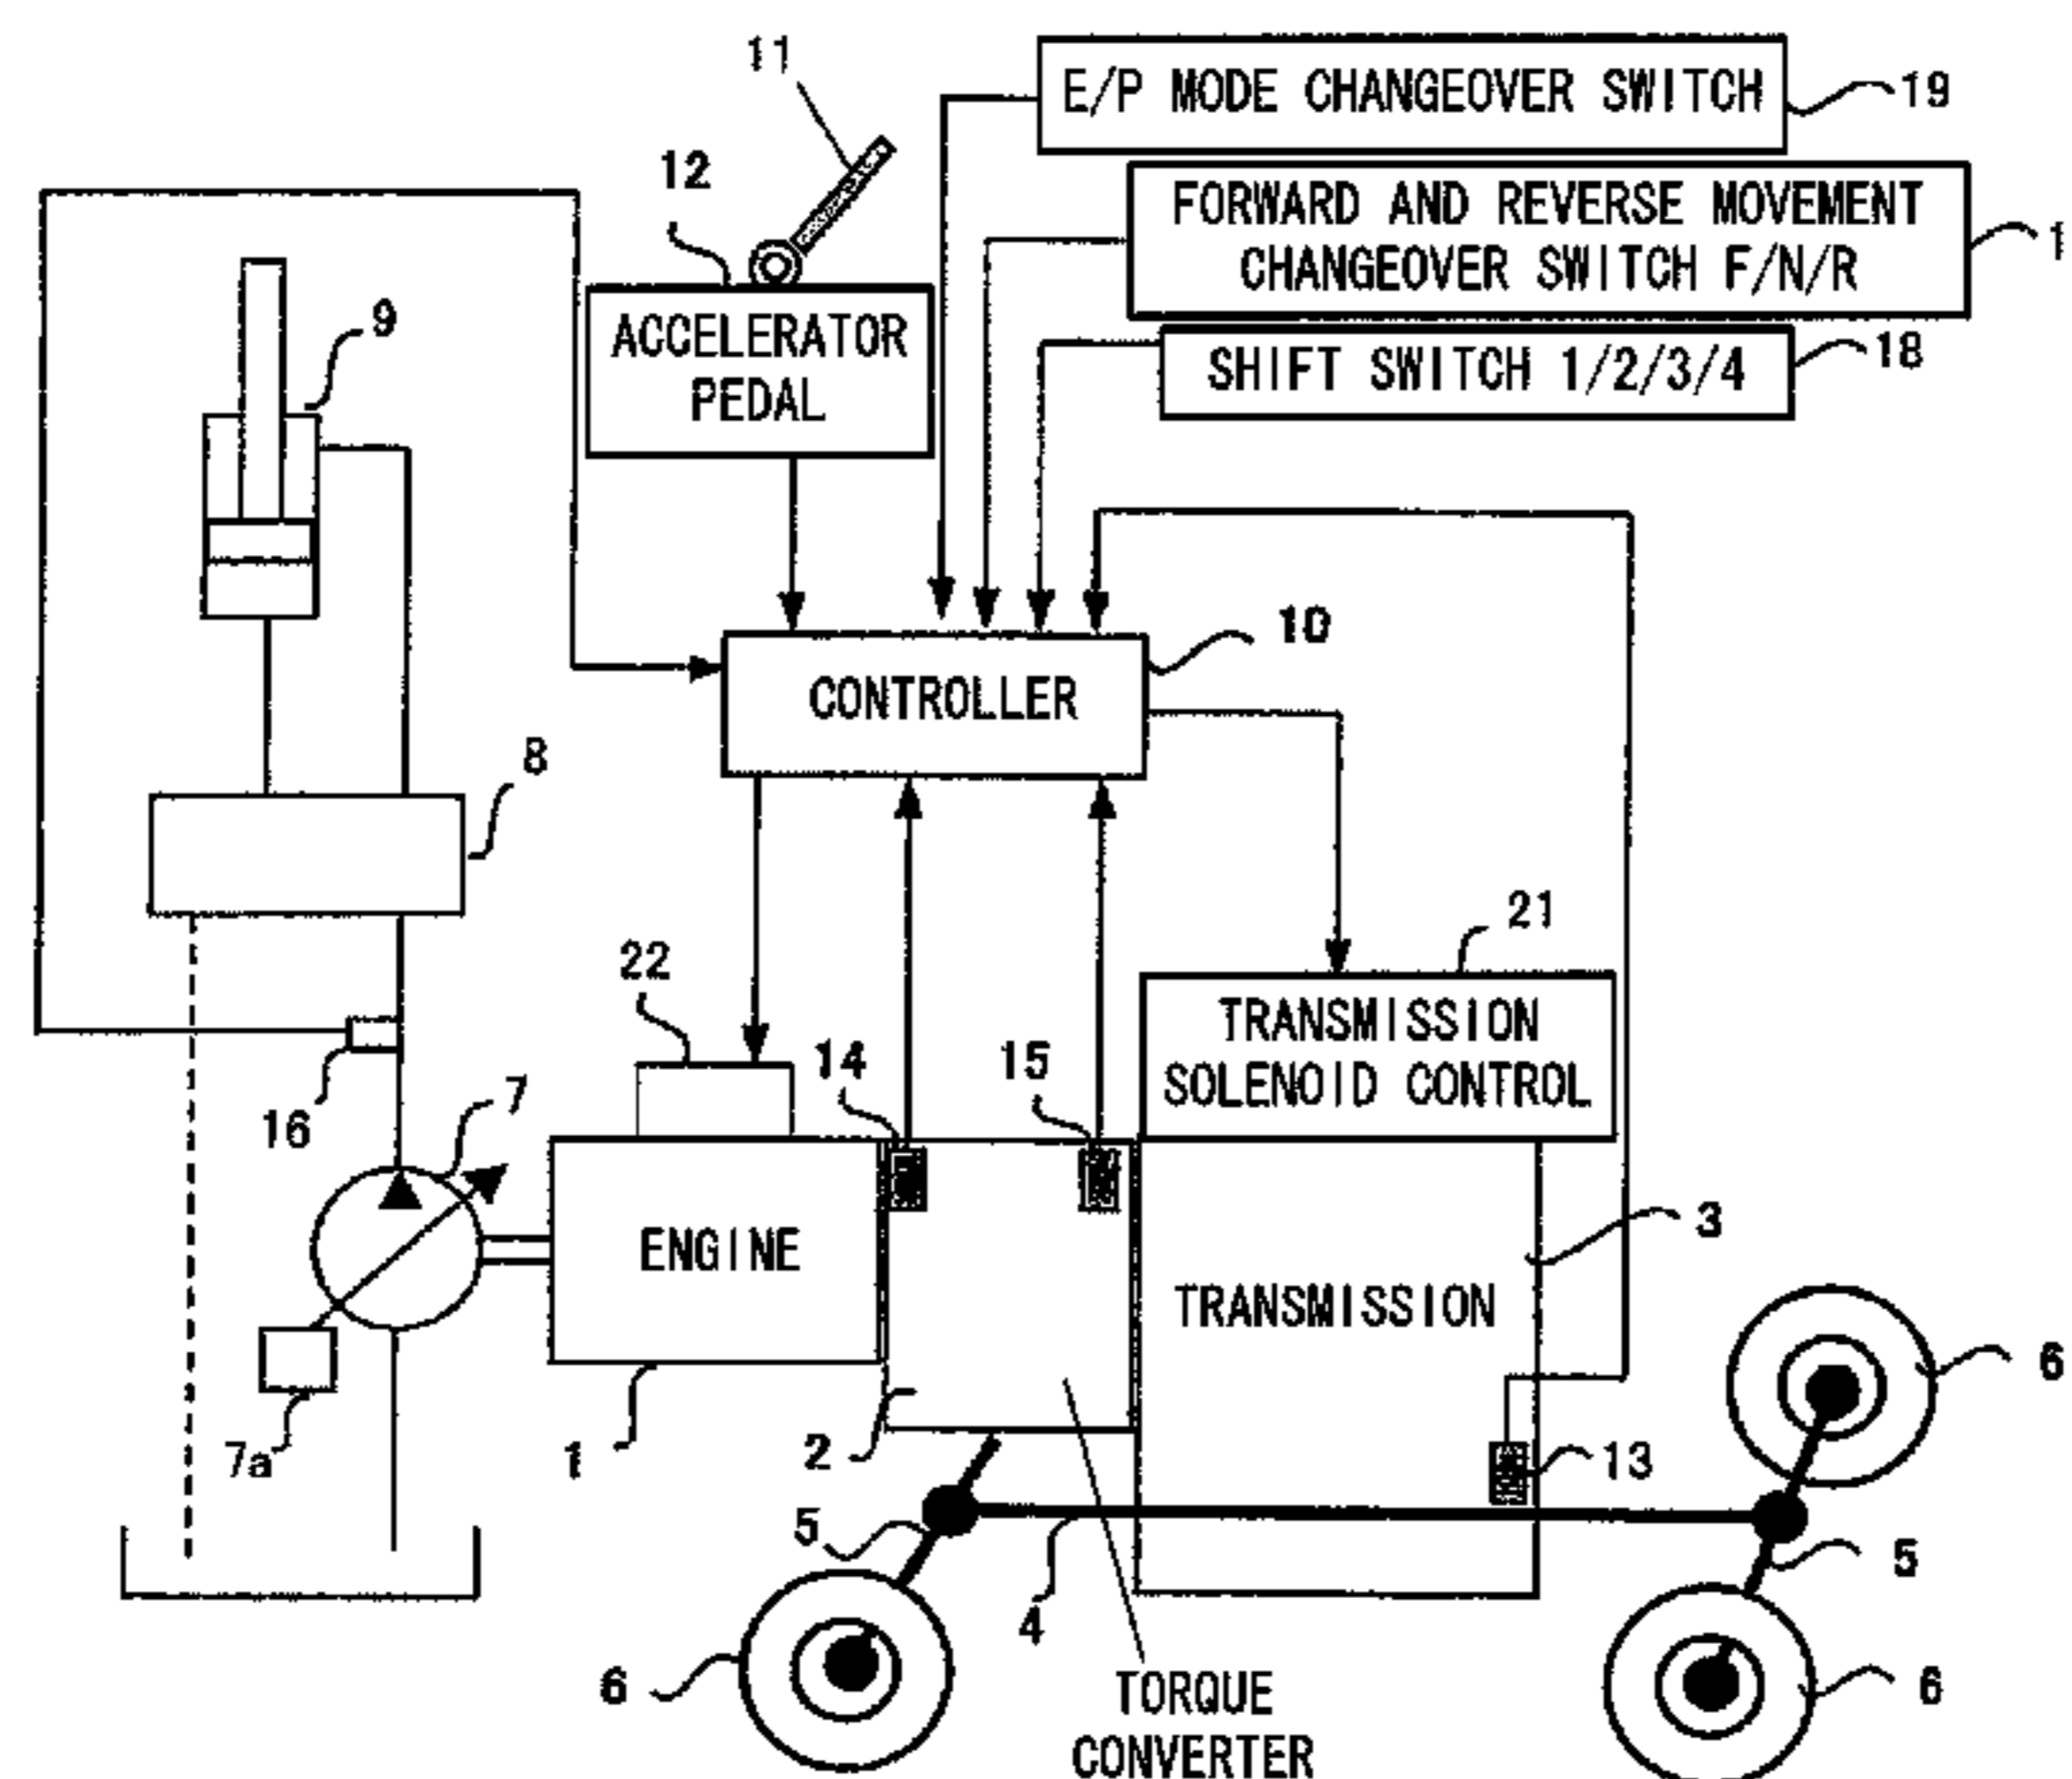 11
E/P MODE CHANGEOVER SWITCH
19
12
FORWARD AND REVERSE MOVEMENT
CHANGEOVER SWITCH F/N/R
1
9
ACCELERATOR
PEDAL
SHIFT SWITCH 1/2/3/4
18
10
CONTROLLER
8
21
22
TRANSMISSION
SOLENOID CONTROL
14
15
16
7
3
ENGINE
TRANSMISSION
6
7a
1
2
13
5
5
4
6
6
TORQUE
CONVERTER